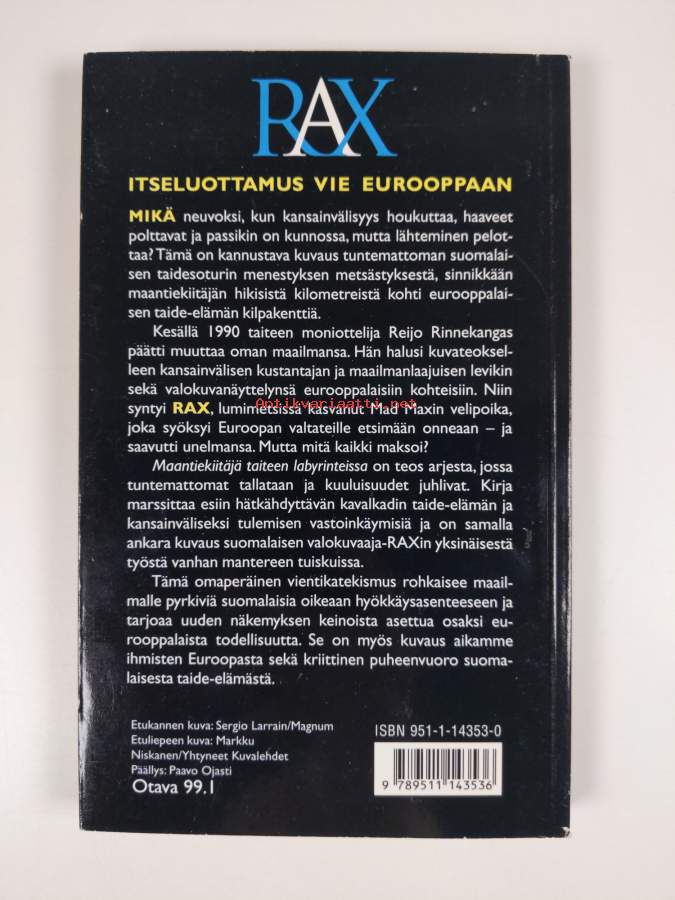 RAX
ITSELUOTTAMUS VIE EUROOPPAAN
MIKÄ neuvoksi, kun kansainvälisyys houkuttaa, haaveet
polttavat ja passikin on kunnossa, mutta lähteminen pelot-
taa? Tämä on kannustava kuvaus tuntemattoman suomalai-
sen taidesoturin menestyksen metsästyksestä, sinnikkään
maantiekiitäjän hikisistä kilometreistä kohti eurooppalai-
sen taide-elämän kilpakenttiä.
Kesällä 1990 taiteen moniottelija Reijo Rinnekangas
päätti muuttaa oman maailmansa. Hän halusi kuvateoksel-
leen kansainvälisen kustantajan ja maailmanlaajuisen levikin
sekä valokuvanäyttelynsä eurooppalaisiin kohteisiin. Niin
Antikvariaatti.net
syntyi RAX, lumimetsissä kasvanut Mad Maxin velipoika,
joka syöksyi Euroopan valtateille etsimään onneaan – ja
saavutti unelmansa. Mutta mitä kaikki maksoi?
Maantiekiitäjä taiteen labyrinteissa on teos arjesta, jossa
tuntemattomat tallataan ja kuuluisuudet juhlivat. Kirja
marssittaa esiin hätkähdyttävän kavalkadin taide-elämän ja
kansainväliseksi tulemisen vastoinkäymisiä ja on samalla
ankara kuvaus suomalaisen valokuvaaja-RAXin yksinäisestä
työstä vanhan mantereen tuiskuissa.
Tämä omaperäinen vientikatekismus rohkaisee maail-
malle pyrkiviä suomalaisia oikeaan hyökkäysasenteeseen ja
tarjoaa uuden näkemyksen keinoista asettua osaksi eu-
rooppalaista todellisuutta. Se on myös kuvaus aikamme
ihmisten Euroopasta sekä kriittinen puheenvuoro suoma-
laisesta taide-elämästä.
Etukannen kuva: Sergio Larrain/Magnum
Etuliepeen kuva: Markku
Niskanen/Yhtyneet Kuvalehdet
Päällys: Paavo Ojasti
Otava 99.1
ISBN 951-1-14353-0
9 789511 143536